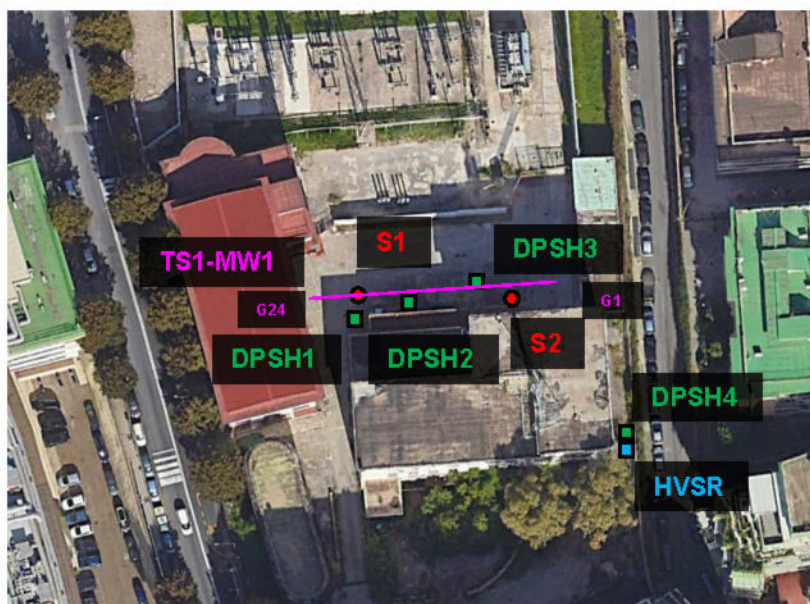 S1
DPSH3
TS1-MW1
G24
G1
DPSH1
DPSH2
S2
DPSH4
HVSR